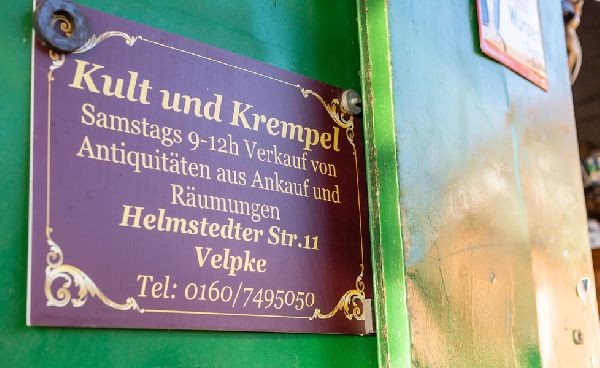 Kult und Krempel
Samstags 9-12h Verkauf von
Antiquitäten aus Ankauf und
Räumungen
Helmstedter Str.11
Velpke
Tel: 0160/7495050